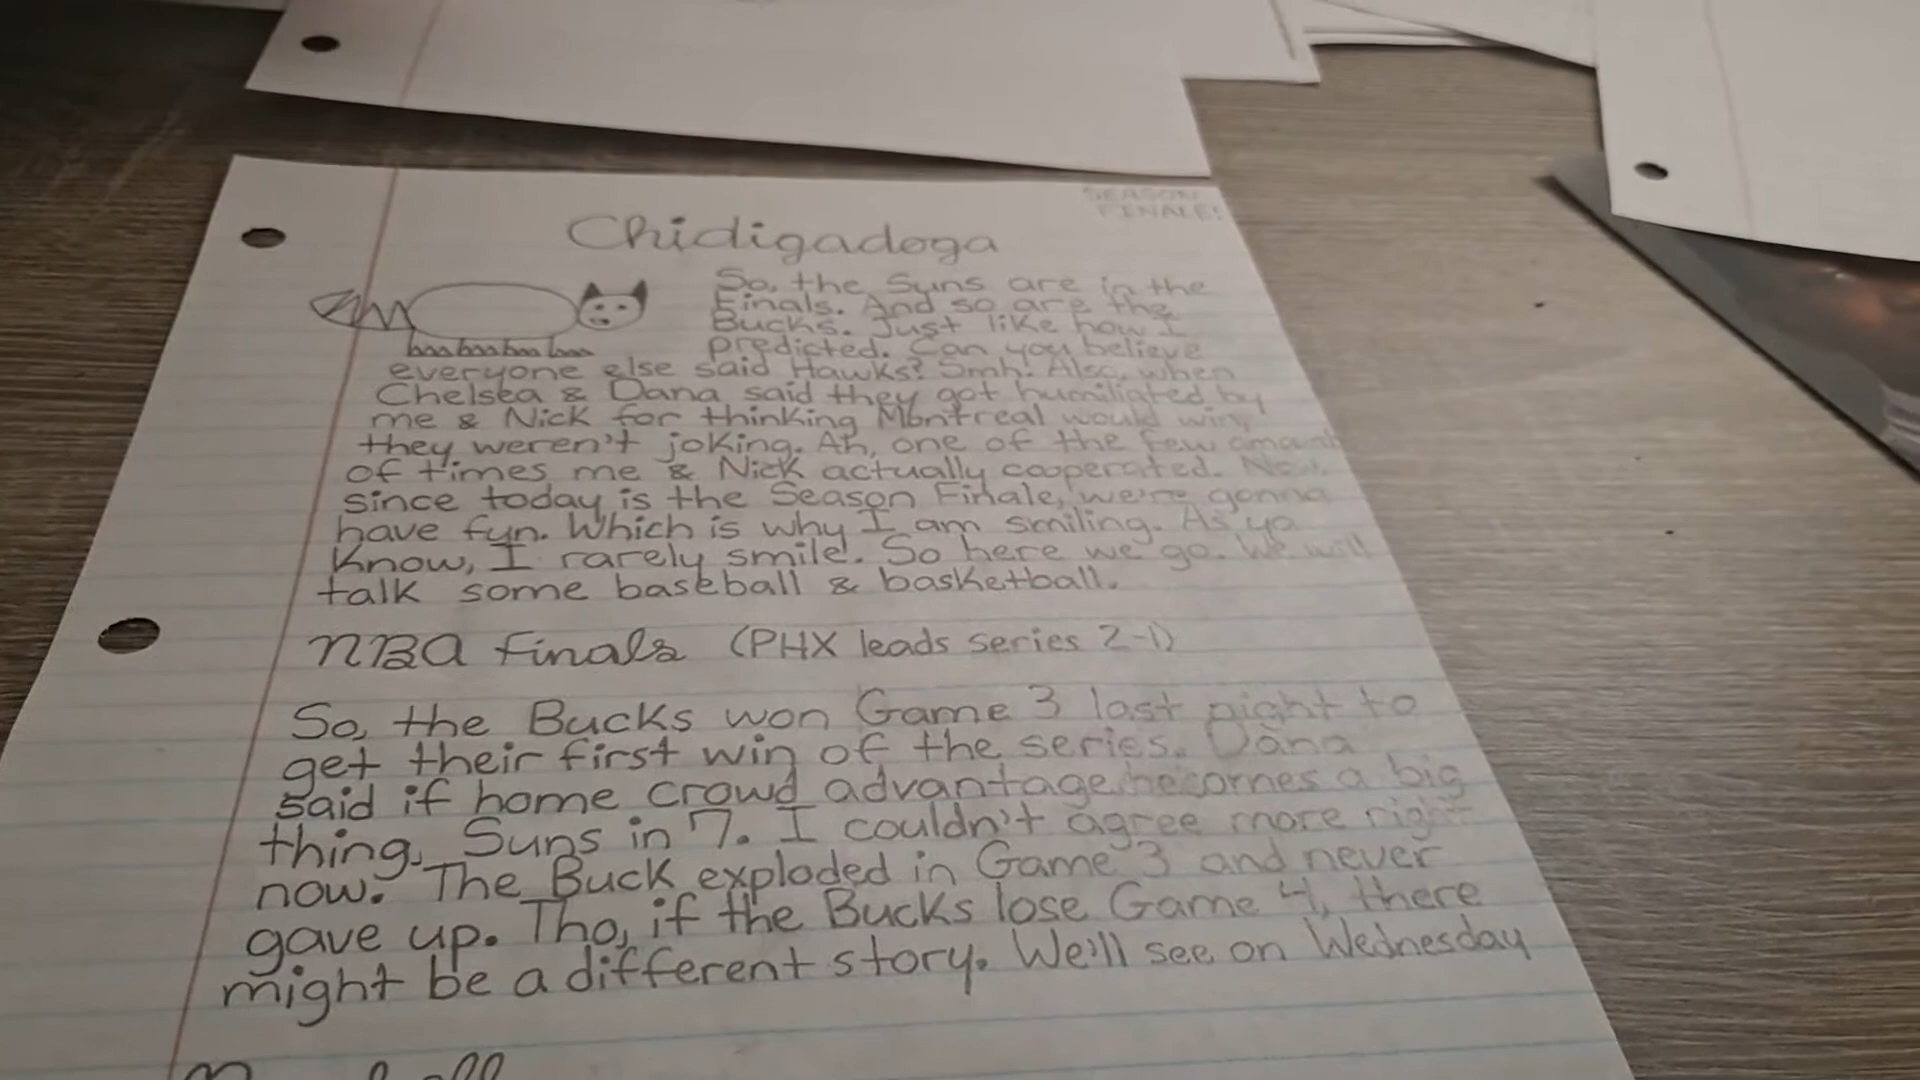 SEASON
FINALE!
Chidigadoga
So, the Suns are in the
Finals. And so are the
Bucks. Just like how I
predicted. Can you believe
everyone else said Hawks? Smh! Also, when
Chelsea & Dana said they got humiliated by
me & Nick for thinking Montreal would win,
they weren't joking. Ah, one of the few amount
of times me & Nick actually cooperated. Now,
since today is the Season Finale, we're gonna
have fun. Which is why I am smiling. As ya
know, I rarely smile. So here we go. We will
talk some baseball & basketball.
NBA Finals (PHX leads series 2-1)
So, the Bucks won Game 3 last night to
get their first win of the series. Dana
said if home crowd advantage becomes a big
thing, Suns in 7. I couldn't agree more right
now. The Buck exploded in Game 3 and never
gave up. Tho, if the Bucks lose Game 4, there
might be a different story. We'll see on Wednesday